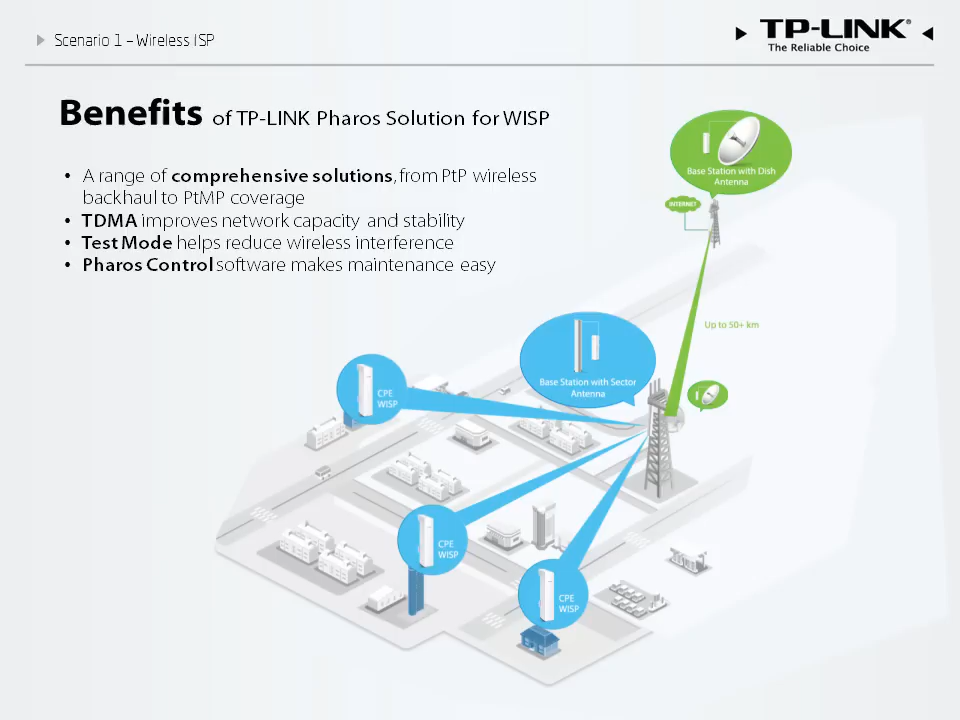 Scenario 1 – Wireless ISP
TP-LINK®
The Reliable Choice
Benefits of TP-LINK Pharos Solution for WISP
• A range of comprehensive solutions, from PtP wireless
backhaul to PtMP coverage
• TDMA improves network capacity and stability
• Test Mode helps reduce wireless interference
• Pharos Control software makes maintenance easy
Base Station with Dish
Antenna
INTERNET
Up to 50+ km
Base Station with Sector
Antenna
CPE
WISP
CPE
WISP
CPE
WISP